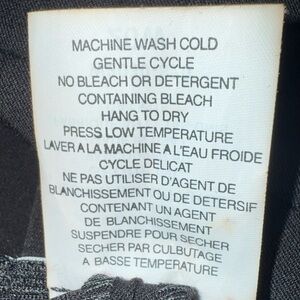 MACHINE WASH COLD
GENTLE CYCLE
NO BLEACH OR DETERGENT
CONTAINING BLEACH
HANG TO DRY
PRESS LOW TEMPERATURE
LAVER A LA MACHINE A L'EAU FROIDE
CYCLE DELICAT
NE PAS UTILISER D'AGENT DE
BLANCHISSEMENT OU DE DETERSIF
CONTENANT UN AGENT
DE BLANCHISSEMENT
SUSPENDRE POUR SECHER
SECHER PAR CULBUTAGE
A BASSE TEMPERATURE